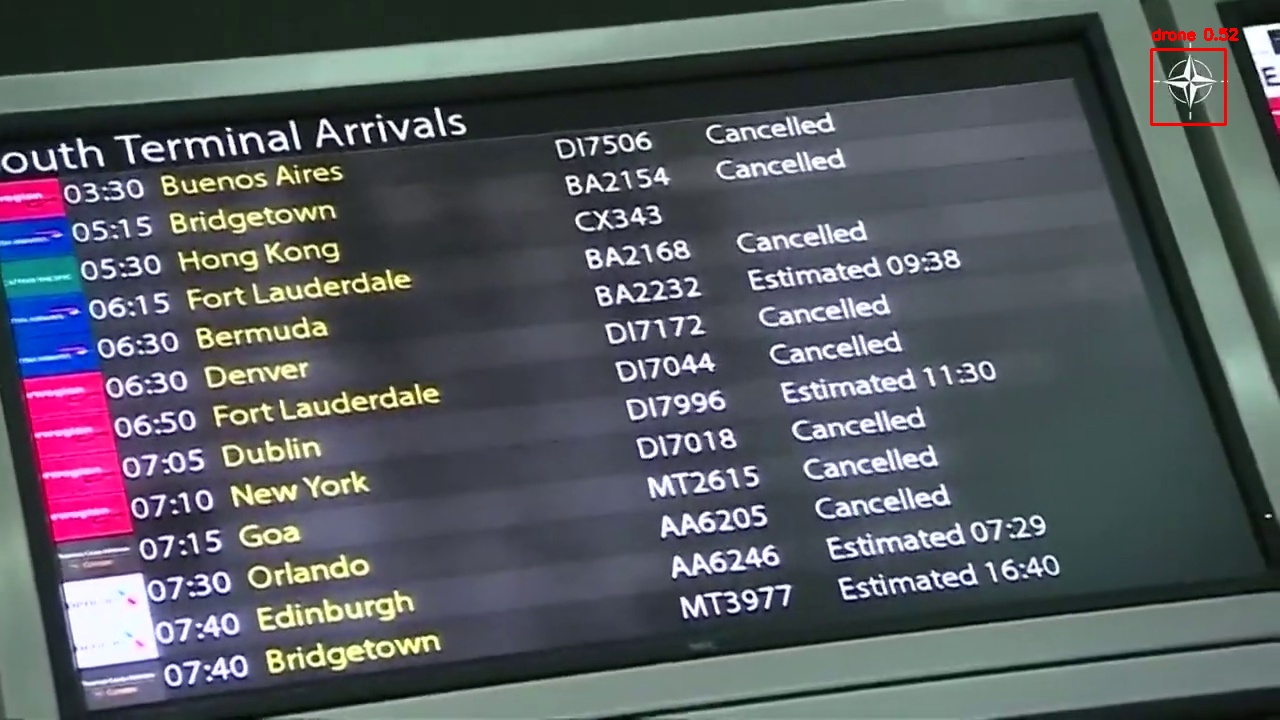 drone 0.52
outh Terminal Arrivals
03:30 Buenos Aires DI7506 Cancelled
05:15 Bridgetown BA2154 Cancelled
05:30 Hong Kong CX343
06:15 Fort Lauderdale BA2168 Cancelled
06:30 Bermuda BA2232 Estimated 09:38
06:30 Denver DI7172 Cancelled
06:50 Fort Lauderdale DI7044 Cancelled
07:05 Dublin DI7996 Estimated 11:30
07:10 New York DI7018 Cancelled
07:15 Goa MT2615 Cancelled
07:30 Orlando AA6205 Cancelled
07:40 Edinburgh AA6246 Estimated 07:29
07:40 Bridgetown MT3977 Estimated 16:40